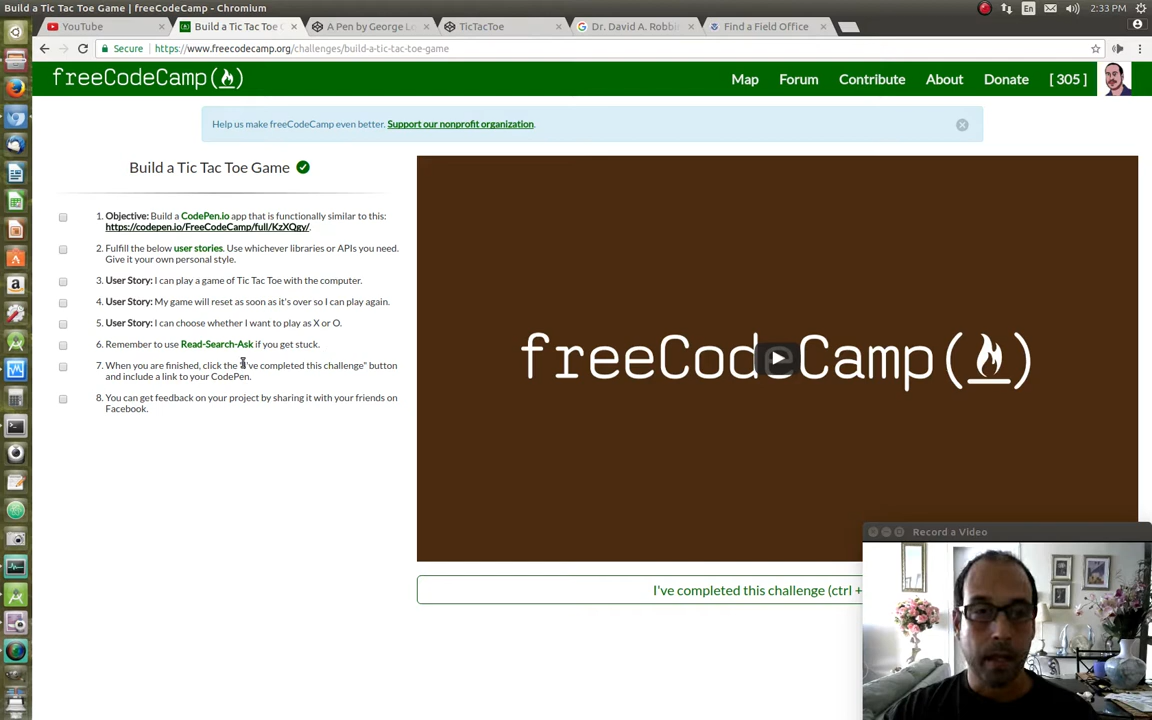 Build a Tic Tac Toe Game | freeCodeCamp - Chromium
2:33 PM
En
YouTube
Build a Tic Tac Toe G
A Pen by George L
TicTacToe
Dr. David A. Robbi
Find a Field Office
Secure
https://www.freecodecamp.org/challenges/build-a-tic-tac-toe-game
freeCodeCamp( )
Map
Forum
Contribute
About
Donate
[ 305 ]
Help us make freeCodeCamp even better. Support our nonprofit organization.
Build a Tic Tac Toe Game
1. Objective: Build a CodePen.io app that is functionally similar to this:
https://codepen.io/FreeCodeCamp/full/KzXQgy/.
2. Fulfill the below user stories. Use whichever libraries or APIs you need.
Give it your own personal style.
3. User Story: I can play a game of Tic Tac Toe with the computer.
4. User Story: My game will reset as soon as it's over so I can play again.
5. User Story: I can choose whether I want to play as X or O.
6. Remember to use Read-Search-Ask if you get stuck.
7. When you are finished, click the "I've completed this challenge" button
and include a link to your CodePen.
8. You can get feedback on your project by sharing it with your friends on
Facebook.
freeCodeCamp( )
I've completed this challenge (ctrl +
Record a Video